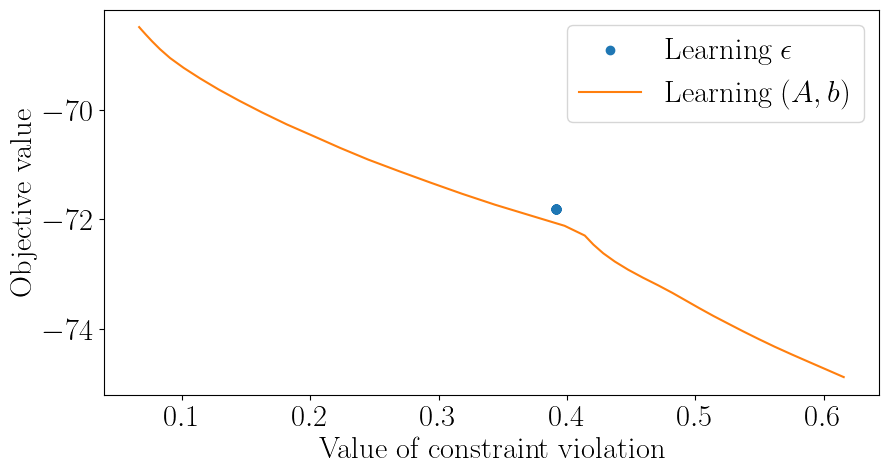 Learning ϵ
Learning (A, b)
Objective value
−70
−72
−74
0.1 0.2 0.3 0.4 0.5 0.6
Value of constraint violation